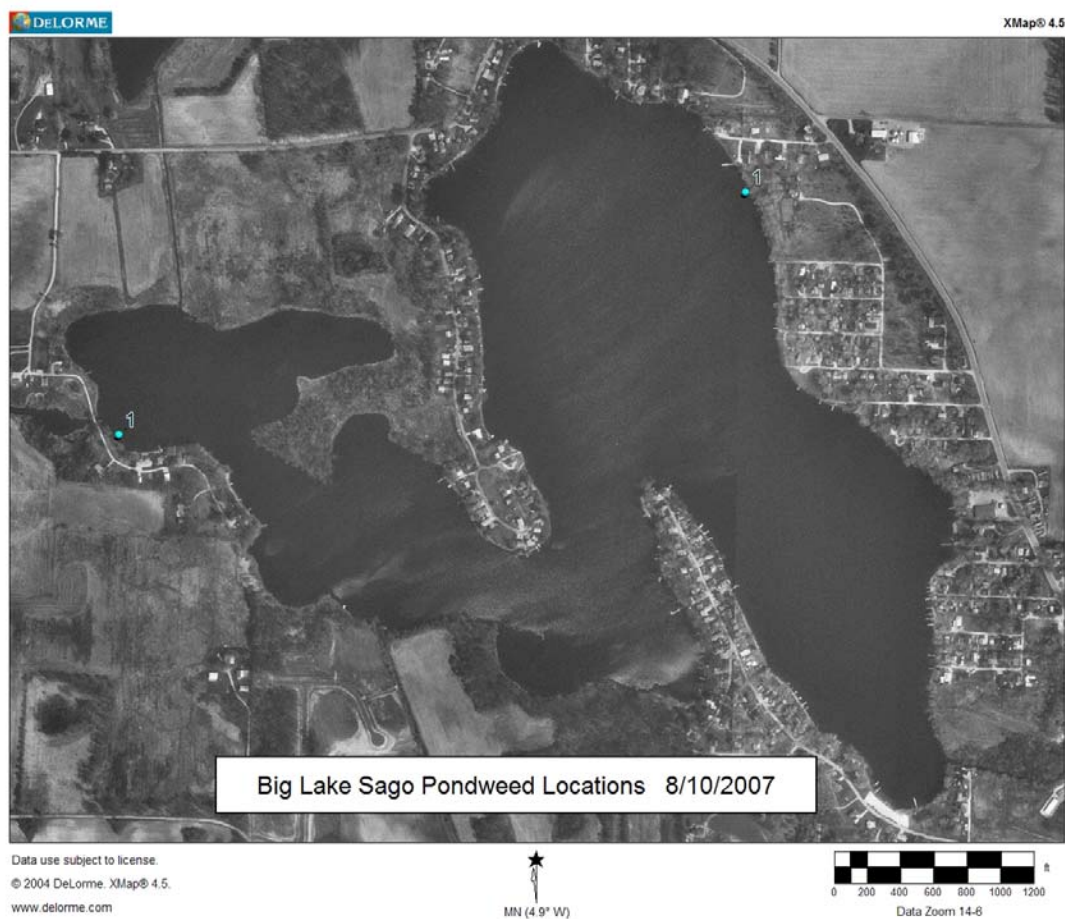 DELORME
XMap® 4.5
1
1
Big Lake Sago Pondweed Locations 8/10/2007
Data use subject to license.
© 2004 DeLorme. XMap® 4.5.
www.delorme.com
MN (4.9° W)
ft
0 200 400 600 800 1000 1200
Data Zoom 14-6